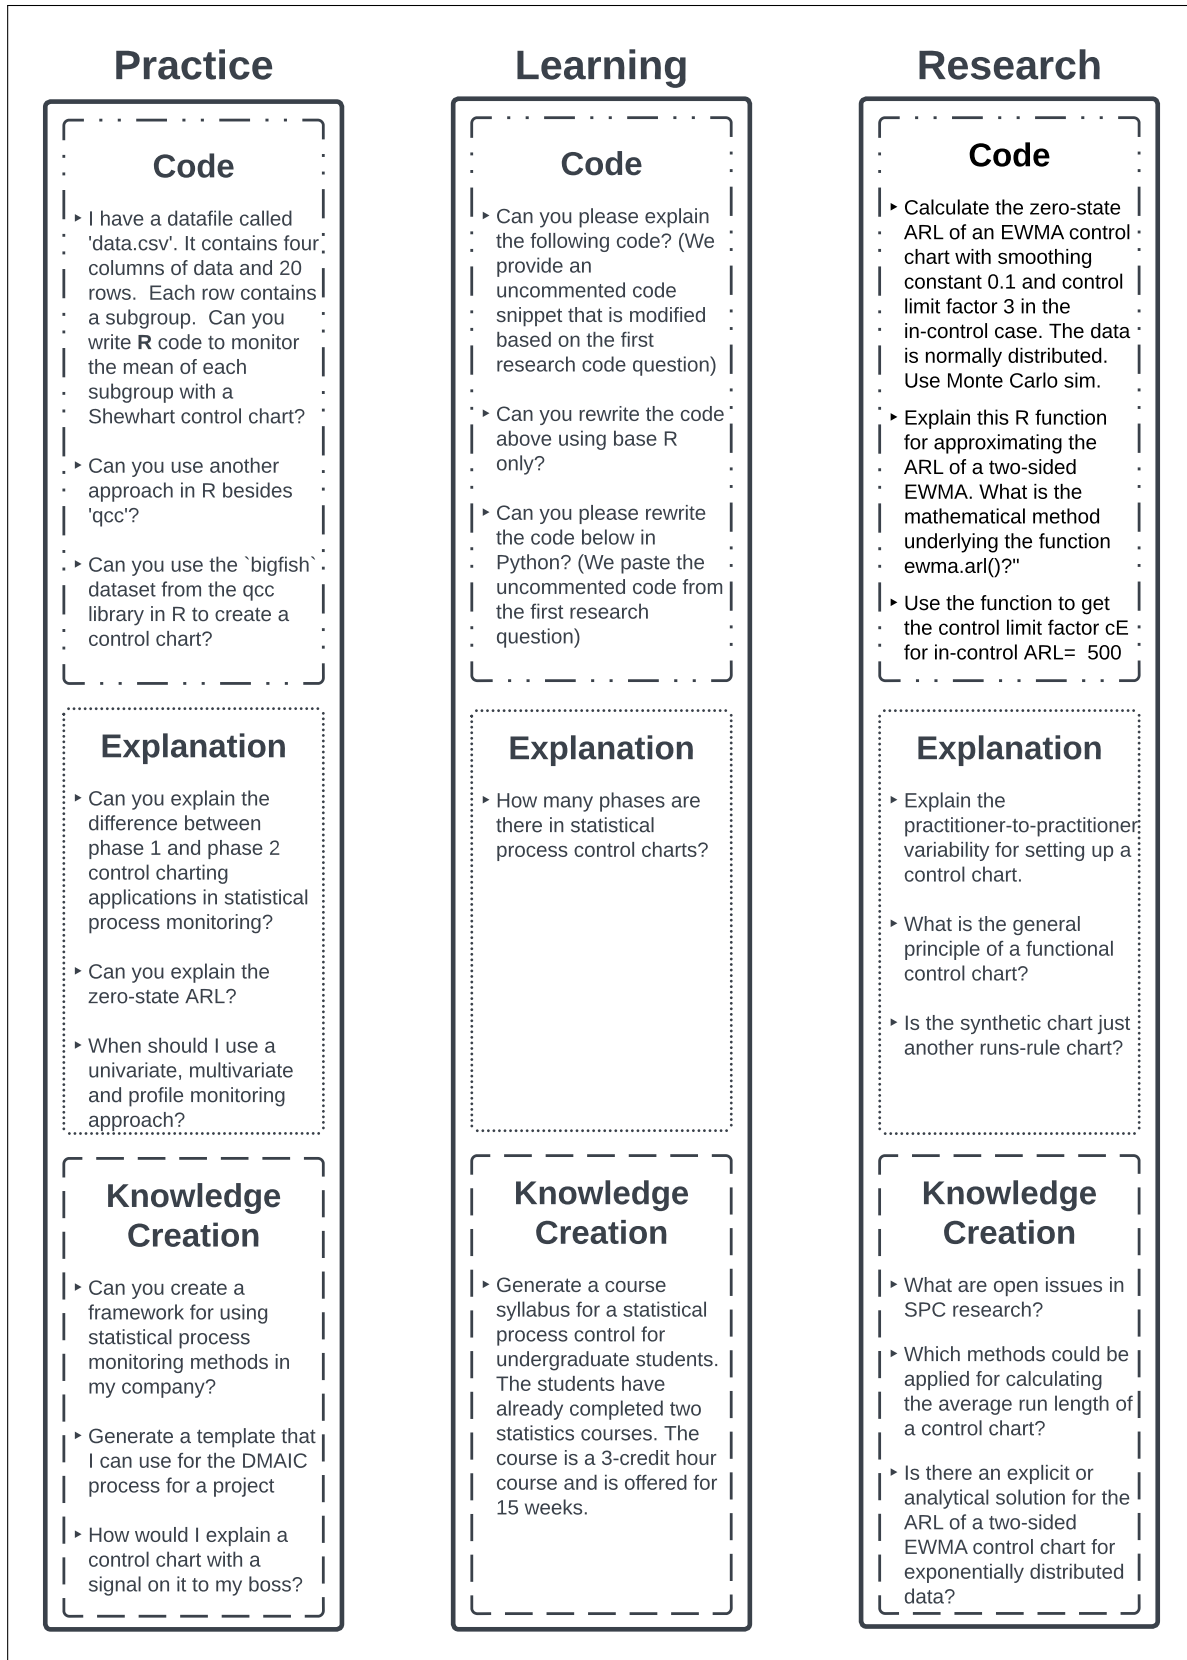 Practice
Code
‣ I have a datafile called
'data.csv'. It contains four
columns of data and 20
rows.  Each row contains
a subgroup.  Can you
write R code to monitor
the mean of each
subgroup with a
Shewhart control chart?
‣ Can you use another
approach in R besides
'qcc'?
‣ Can you use the `bigfish`
dataset from the qcc
library in R to create a
control chart?
Explanation
‣ Can you explain the
difference between
phase 1 and phase 2
control charting
applications in statistical
process monitoring?
‣ Can you explain the
zero-state ARL?
‣ When should I use a
univariate, multivariate
and profile monitoring
approach?
Knowledge
Creation
‣ Can you create a
framework for using
statistical process
monitoring methods in
my company?
‣ Generate a template that
I can use for the DMAIC
process for a project
‣ How would I explain a
control chart with a
signal on it to my boss?
Learning
Code
‣ Can you please explain
the following code? (We
provide an
uncommented code
snippet that is modified
based on the first
research code question)
‣ Can you rewrite the code
above using base R
only?
‣ Can you please rewrite
the code below in
Python? (We paste the
uncommented code from
the first research
question)
Explanation
‣ How many phases are
there in statistical
process control charts?
Knowledge
Creation
‣ Generate a course
syllabus for a statistical
process control for
undergraduate students.
The students have
already completed two
statistics courses. The
course is a 3-credit hour
course and is offered for
15 weeks.
Research
Code
‣ Calculate the zero-state
ARL of an EWMA control
chart with smoothing
constant 0.1 and control
limit factor 3 in the
in-control case. The data
is normally distributed.
Use Monte Carlo sim.
‣ Explain this R function
for approximating the
ARL of a two-sided
EWMA. What is the
mathematical method
underlying the function
ewma.arl()?"
‣ Use the function to get
the control limit factor cE
for in-control ARL=  500
Explanation
‣ Explain the
practitioner-to-practitioner
variability for setting up a
control chart.
‣ What is the general
principle of a functional
control chart?
‣ Is the synthetic chart just
another runs-rule chart?
Knowledge
Creation
‣ What are open issues in
SPC research?
‣ Which methods could be
applied for calculating
the average run length of
a control chart?
‣ Is there an explicit or
analytical solution for the
ARL of a two-sided
EWMA control chart for
exponentially distributed
data?